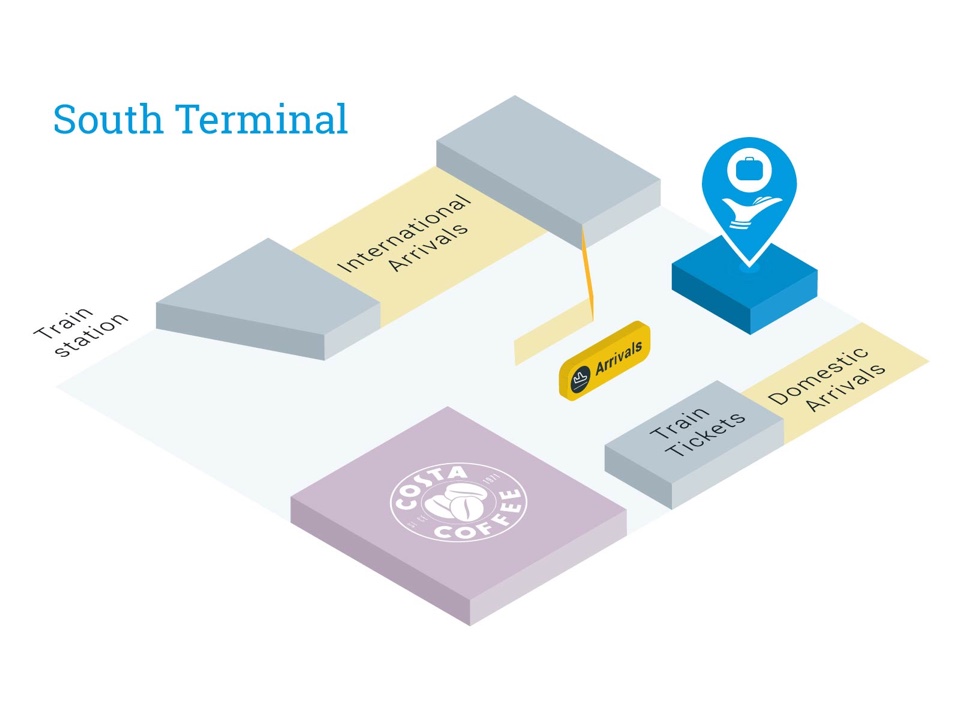 South Terminal
International
Arrivals
Train
station
Arrivals
Domestic
Arrivals
Train
Tickets
COSTA
COFFEE